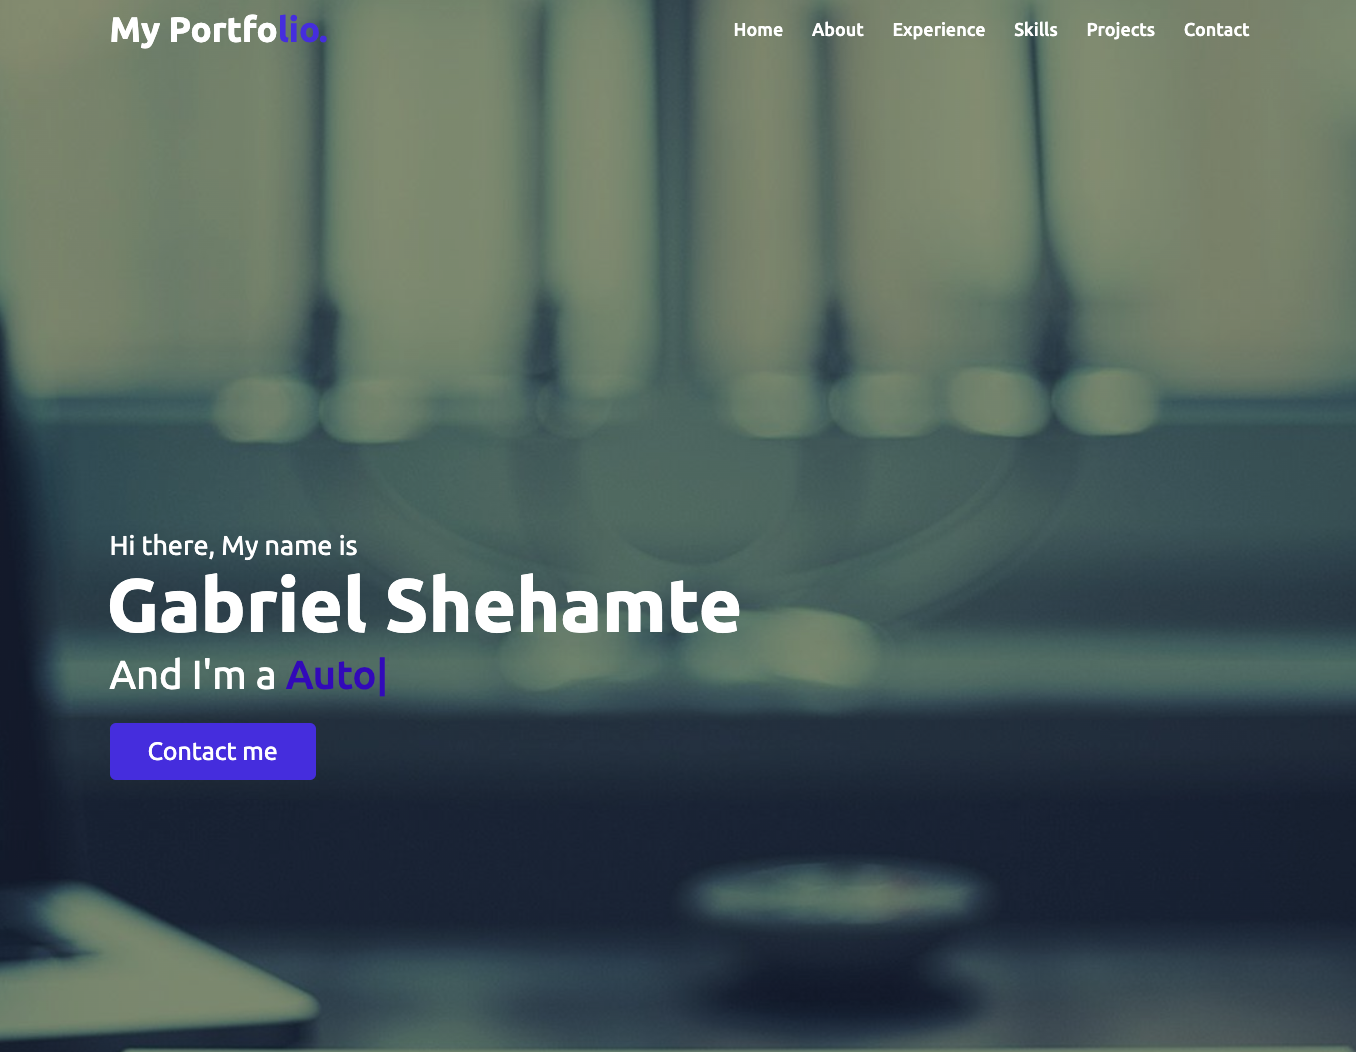 My Portfolio.
Home About Experience Skills Projects Contact
Hi there, My name is
Gabriel Shehamte
And I'm a Auto|
Contact me